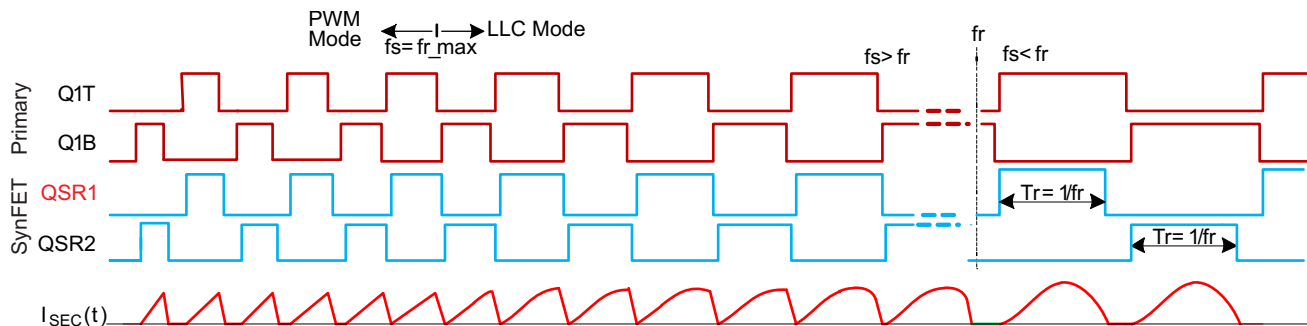 PWM Mode
LLC Mode
fs= fr_max
fr
fs> fr
fs< fr
Primary
Q1T
Q1B
SynFET
QSR1
Tr= 1/fr
QSR2
Tr= 1/fr
ISEC(t)